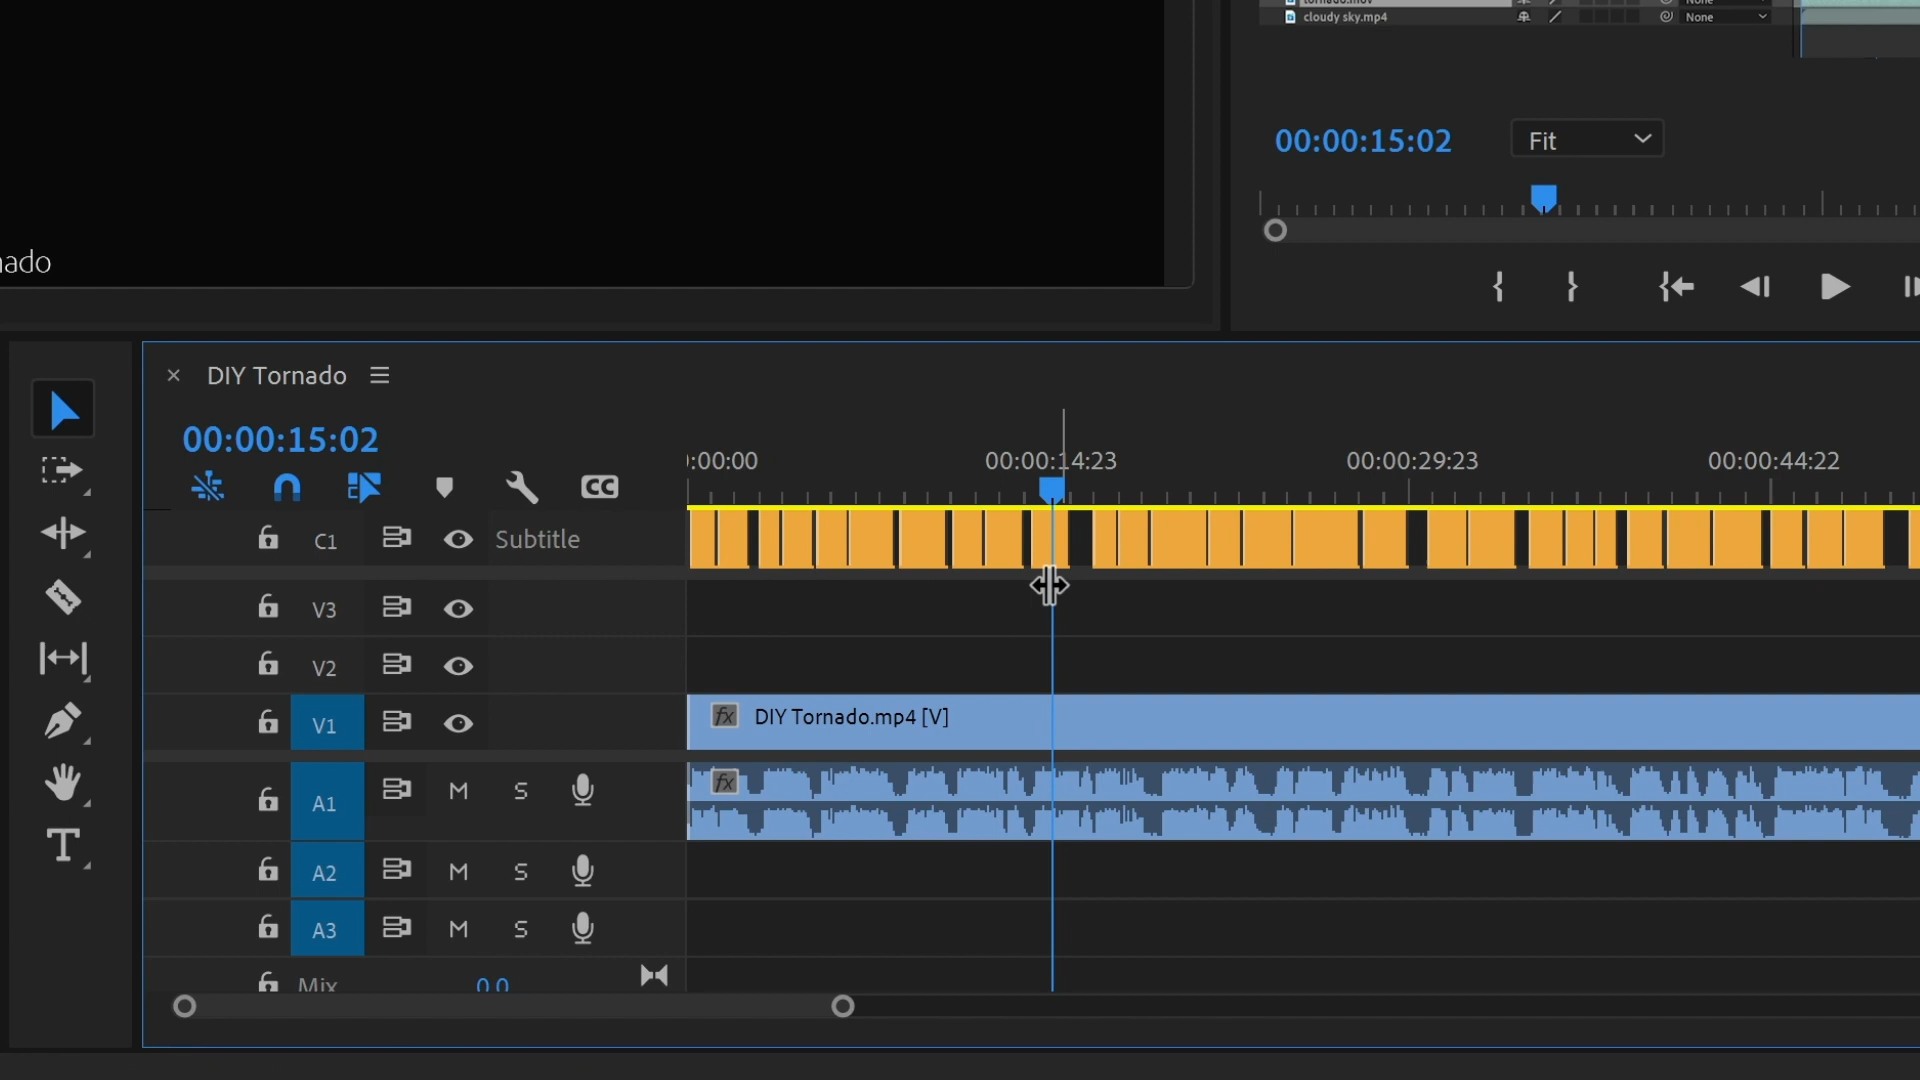 cloudy sky.mp4
None
00:00:15:02
Fit
nado
DIY Tornado
00:00:15:02
:00:00
00:00:14:23
00:00:29:23
00:00:44:22
CC
C1
Subtitle
V3
V2
V1
fx DIY Tornado.mp4 [V]
A1
M S
fx
A2
M S
A3
M S
Mix
0.0